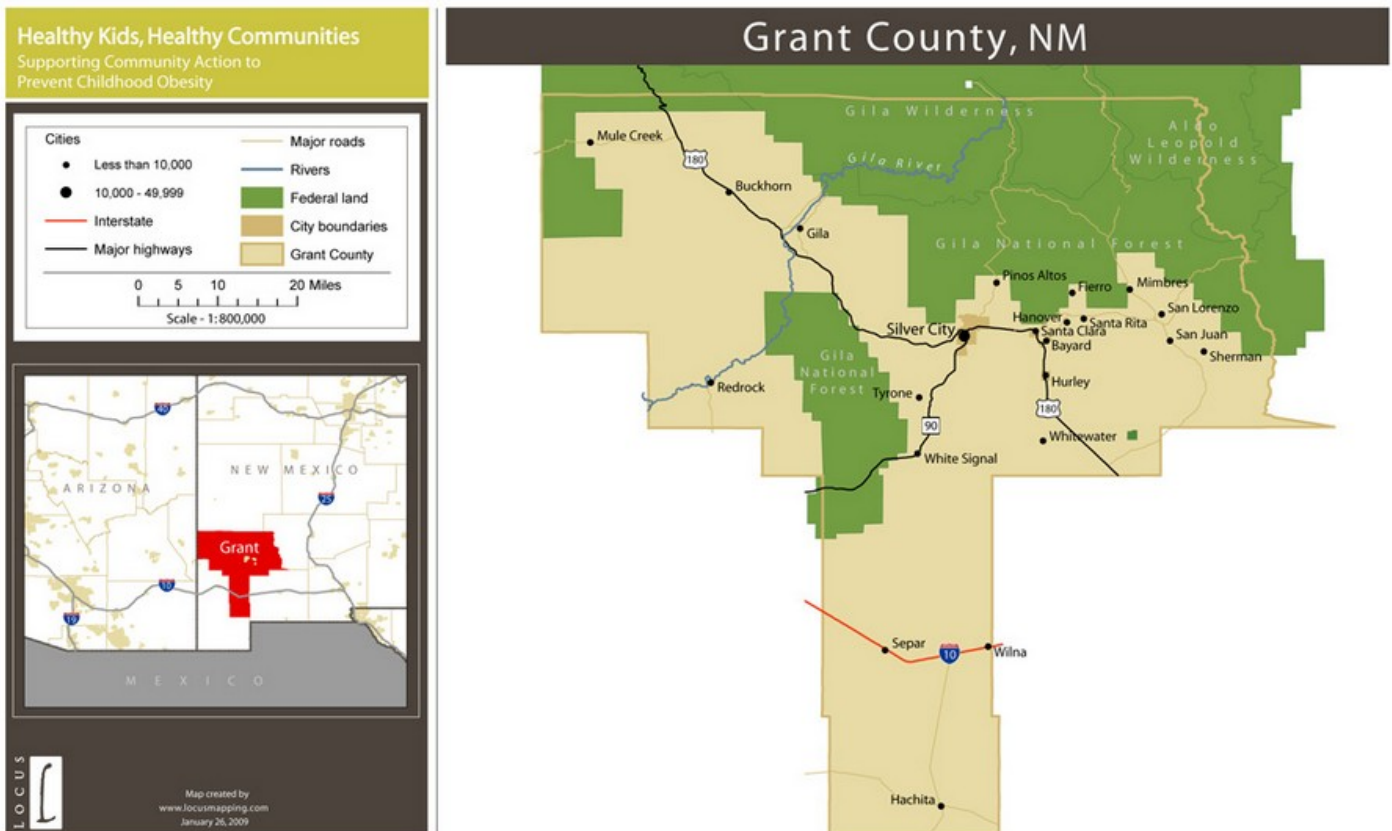 Healthy Kids, Healthy Communities
Supporting Community Action to
Prevent Childhood Obesity
Cities
Less than 10,000
10,000 - 49,999
Interstate
Major highways
Major roads
Rivers
Federal land
City boundaries
Grant County
0 5 10 20 Miles
Scale - 1:800,000
40
NEW MEXICO
ARIZONA
25
Grant
10
19
MEXICO
LOCUS
L
Map created by
www.locusmapping.com
January 26, 2009
Grant County, NM
Gila Wilderness
Aldo
Leopold
Wilderness
Mule Creek
180
Gila River
Buckhorn
Gila
Gila National Forest
Pinos Altos
Fierro
Mimbres
San Lorenzo
Hanover
Santa Rita
Silver City
Santa Clara
San Juan
Bayard
Sherman
Gila
National
Forest
Redrock
Hurley
Tyrone
180
90
Whitewater
White Signal
Separ
10
Wilna
Hachita